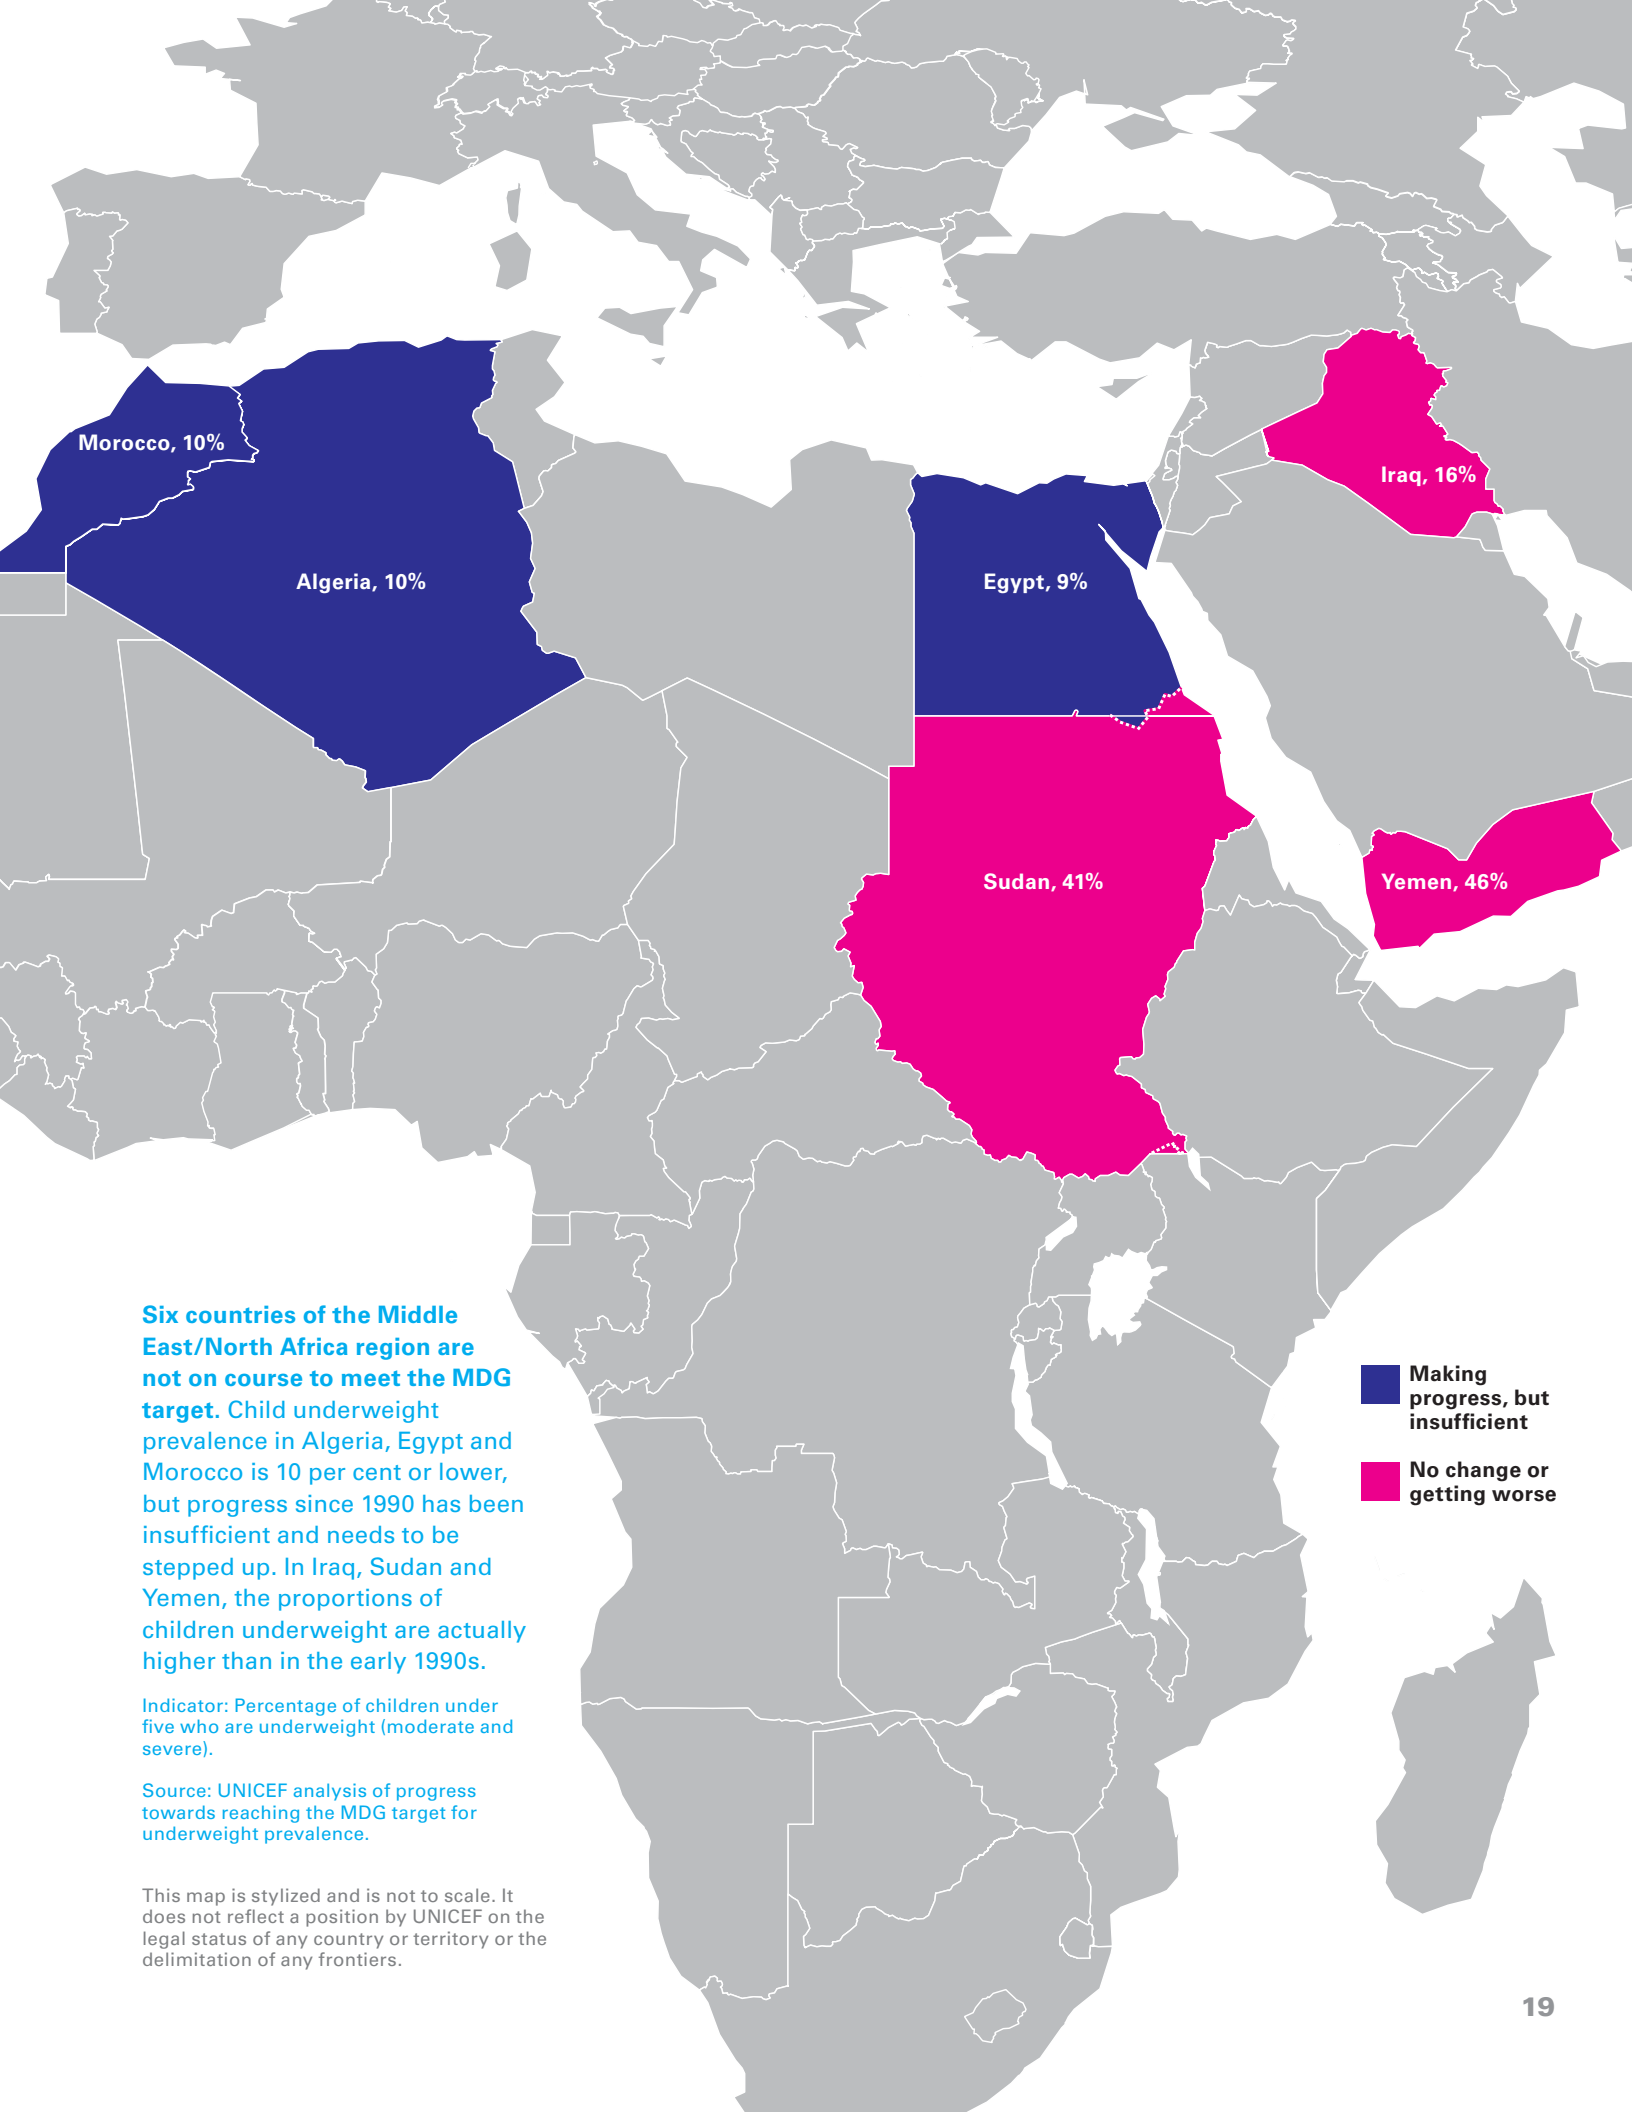 Morocco, 10%
Algeria, 10%
Egypt, 9%
Iraq, 16%
Sudan, 41%
Yemen, 46%
Six countries of the Middle
East/North Africa region are
not on course to meet the MDG
target. Child underweight
prevalence in Algeria, Egypt and
Morocco is 10 per cent or lower,
but progress since 1990 has been
insufficient and needs to be
stepped up. In Iraq, Sudan and
Yemen, the proportions of
children underweight are actually
higher than in the early 1990s.
Indicator: Percentage of children under
five who are underweight (moderate and
severe).
Source: UNICEF analysis of progress
towards reaching the MDG target for
underweight prevalence.
This map is stylized and is not to scale. It
does not reflect a position by UNICEF on the
legal status of any country or territory or the
delimitation of any frontiers.
Making
progress, but
insufficient
No change or
getting worse
19